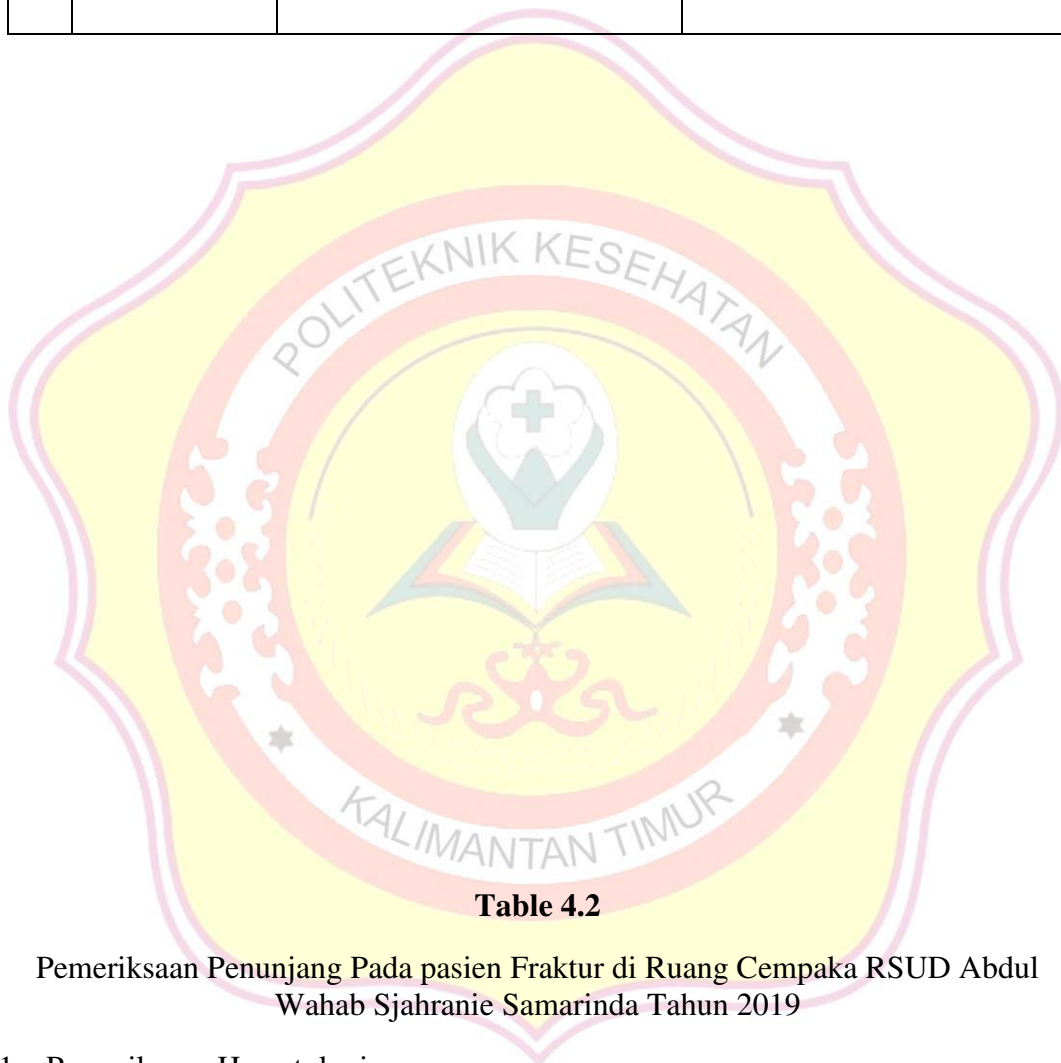 POLITEKNIK KESEHATAN
KALIMANTAN TIMUR
Table 4.2
Pemeriksaan Penunjang Pada pasien Fraktur di Ruang Cempaka RSUD Abdul
Wahab Sjahranie Samarinda Tahun 2019